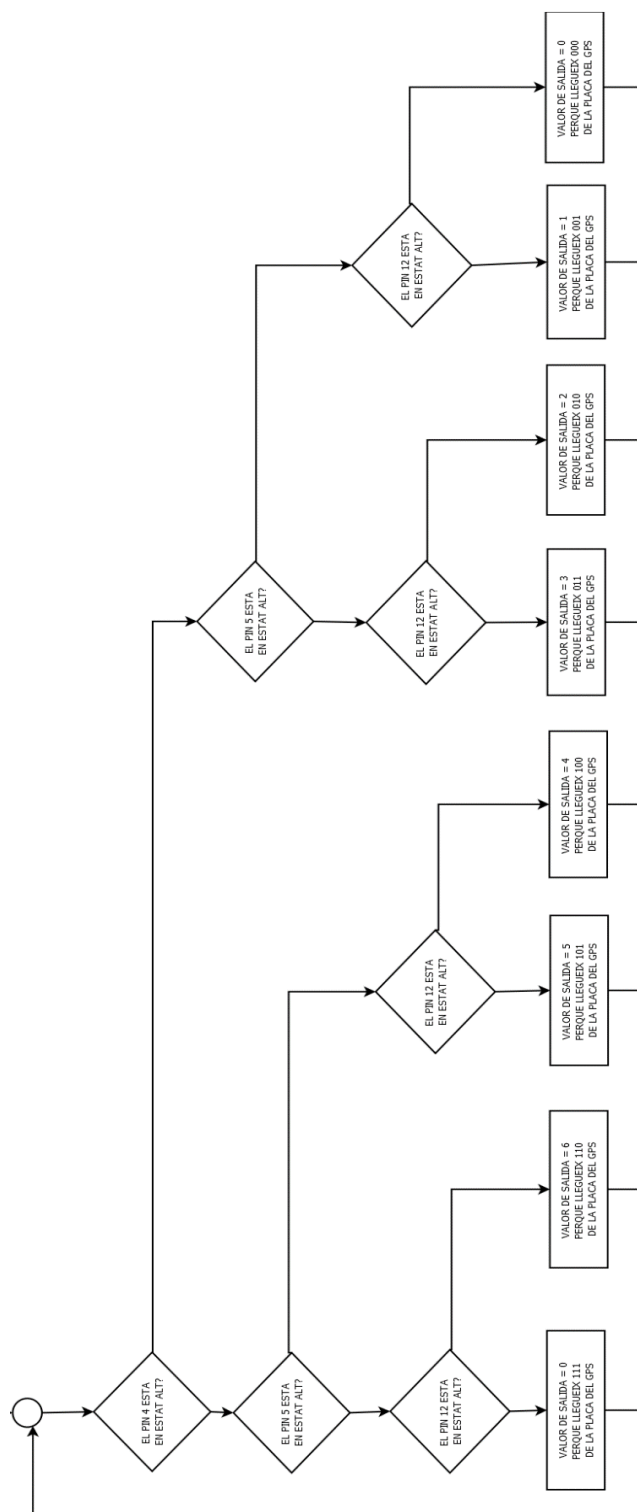 EL PIN 4 ESTA
EN ESTAT ALT?
EL PIN 5 ESTA
EN ESTAT ALT?
EL PIN 12 ESTA
EN ESTAT ALT?
VALOR DE SALIDA = 0
PERQUE LLEGUEIX 111
DE LA PLACA DEL GPS
VALOR DE SALIDA = 6
PERQUE LLEGUEIX 110
DE LA PLACA DEL GPS
EL PIN 12 ESTA
EN ESTAT ALT?
VALOR DE SALIDA = 5
PERQUE LLEGUEIX 101
DE LA PLACA DEL GPS
VALOR DE SALIDA = 4
PERQUE LLEGUEIX 100
DE LA PLACA DEL GPS
EL PIN 5 ESTA
EN ESTAT ALT?
EL PIN 12 ESTA
EN ESTAT ALT?
VALOR DE SALIDA = 3
PERQUE LLEGUEIX 011
DE LA PLACA DEL GPS
VALOR DE SALIDA = 2
PERQUE LLEGUEIX 010
DE LA PLACA DEL GPS
EL PIN 12 ESTA
EN ESTAT ALT?
VALOR DE SALIDA = 1
PERQUE LLEGUEIX 001
DE LA PLACA DEL GPS
VALOR DE SALIDA = 0
PERQUE LLEGUEIX 000
DE LA PLACA DEL GPS